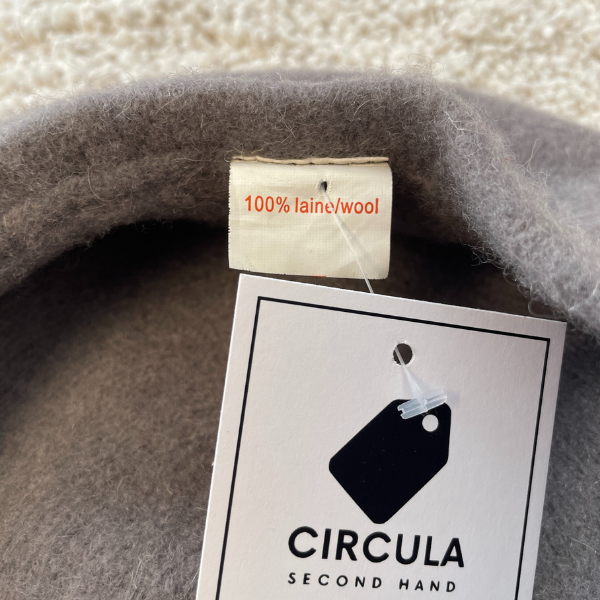 100% laine/wool
CIRCULA
SECOND HAND